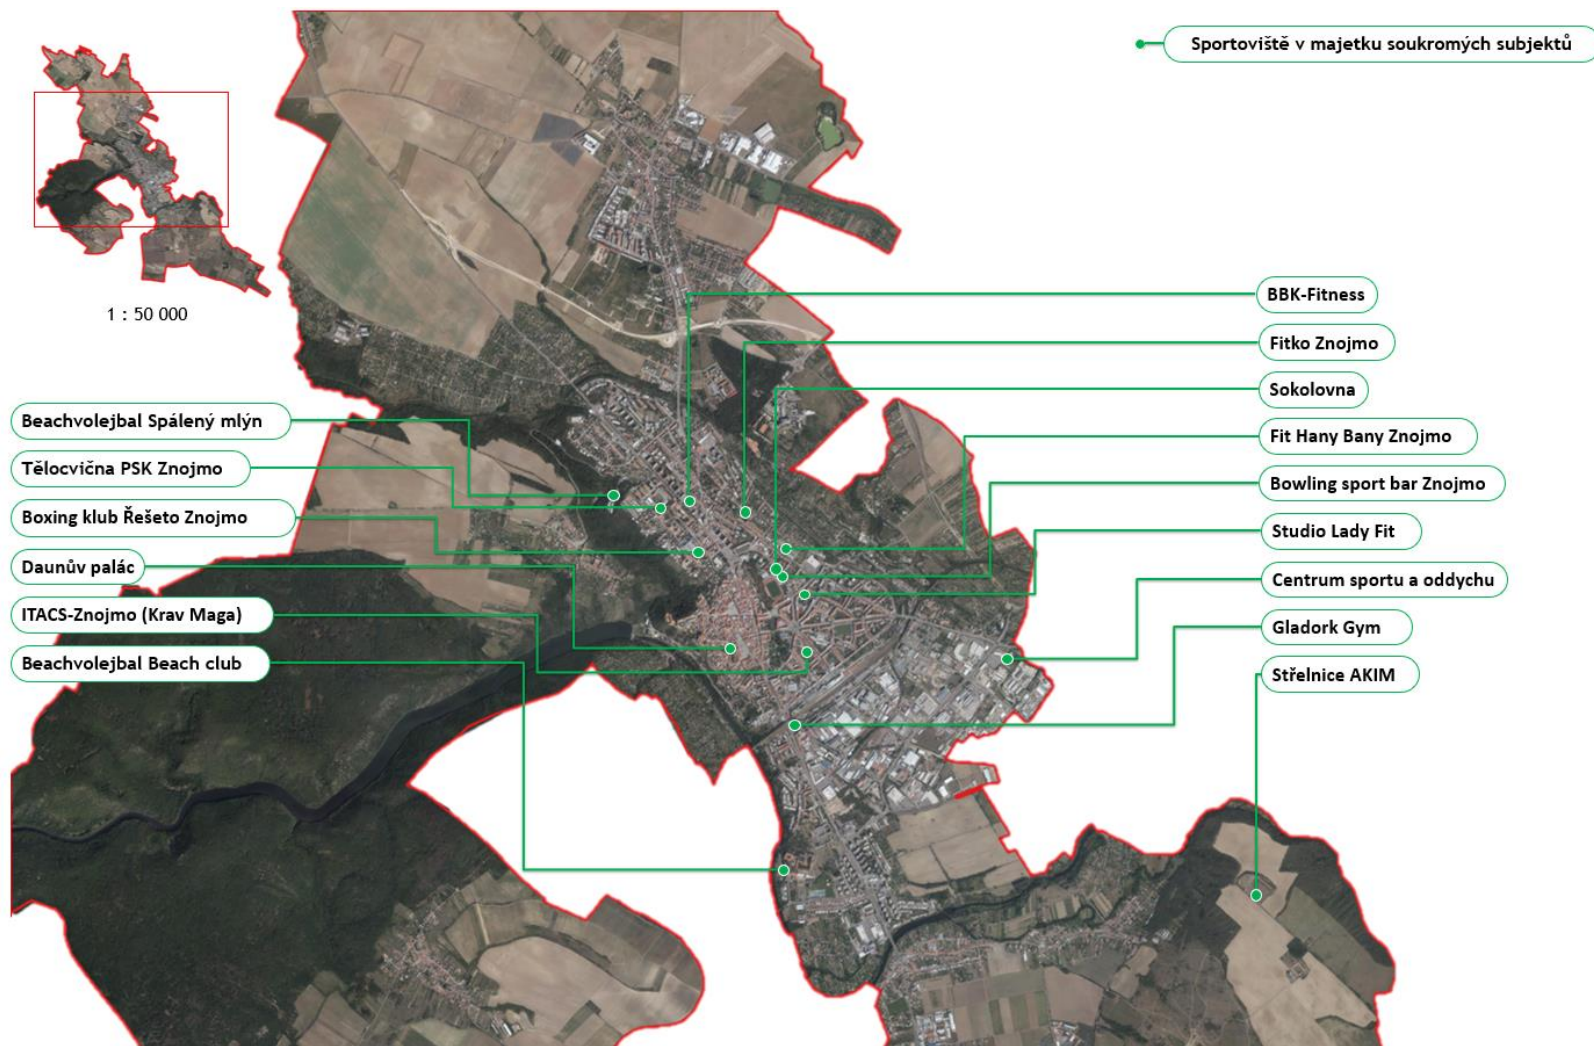 Sportoviště v majetku soukromých subjektů
1 : 50 000
BBK-Fitness
Fitko Znojmo
Sokolovna
Fit Hany Bany Znojmo
Bowling sport bar Znojmo
Studio Lady Fit
Centrum sportu a oddychu
Gladork Gym
Střelnice AKIM
Beachvolejbal Spálený mlýn
Tělocvična PSK Znojmo
Boxing klub Řešeto Znojmo
Daunův palác
ITACS-Znojmo (Krav Maga)
Beachvolejbal Beach club